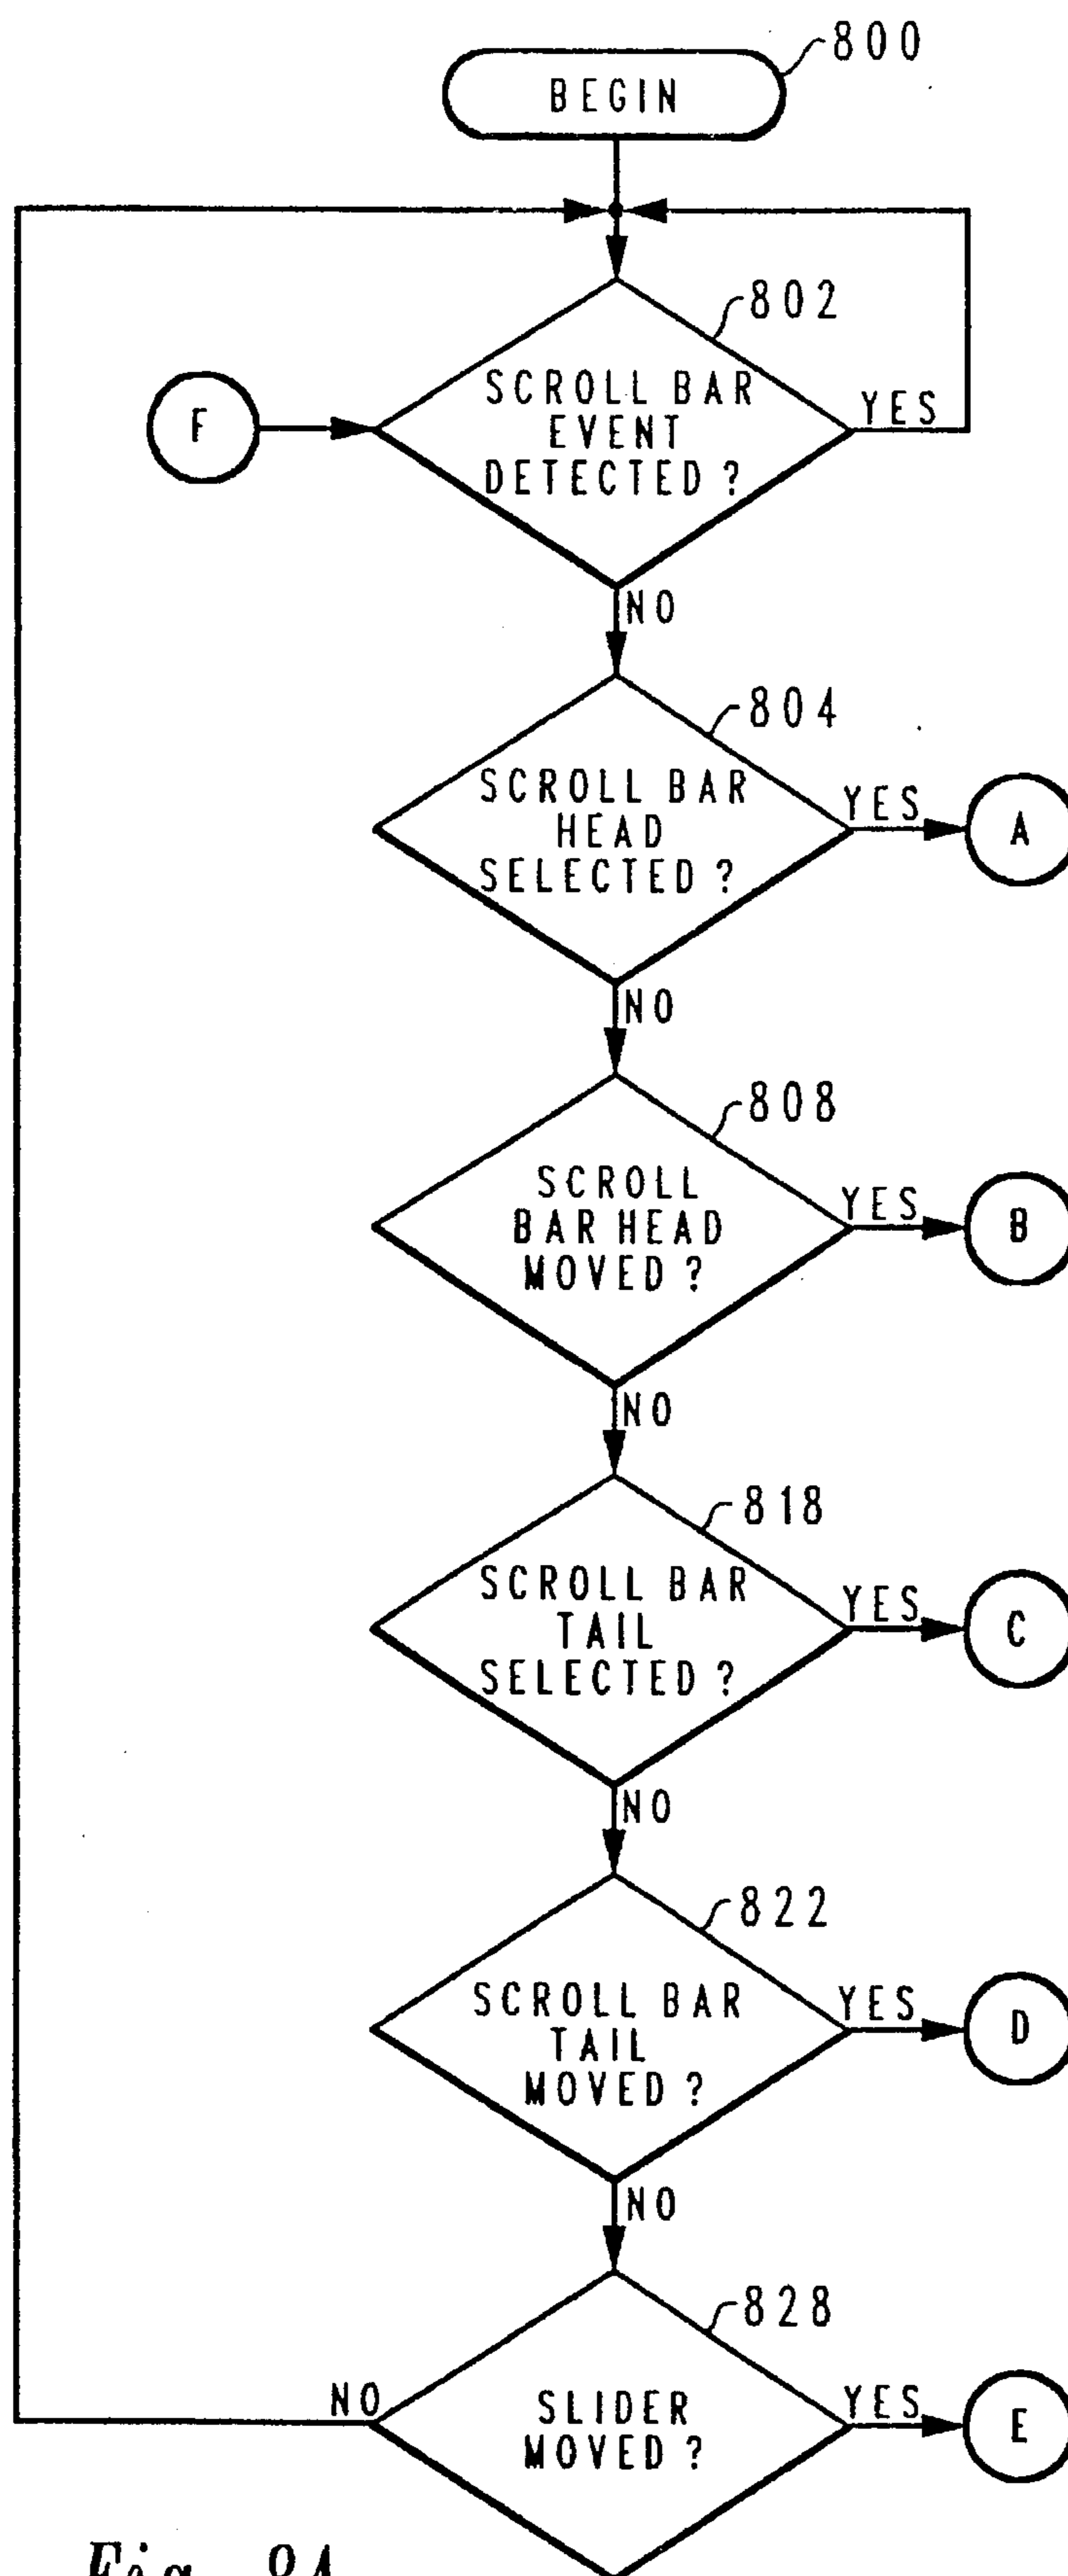 800
BEGIN
802
SCROLL BAR
EVENT
DETECTED ?
YES
F
NO
804
SCROLL BAR
HEAD
SELECTED ?
YES
A
NO
808
SCROLL
BAR HEAD
MOVED ?
YES
B
NO
818
SCROLL BAR
TAIL
SELECTED ?
YES
C
NO
822
SCROLL BAR
TAIL
MOVED ?
YES
D
NO
828
SLIDER
MOVED ?
NO
YES
E